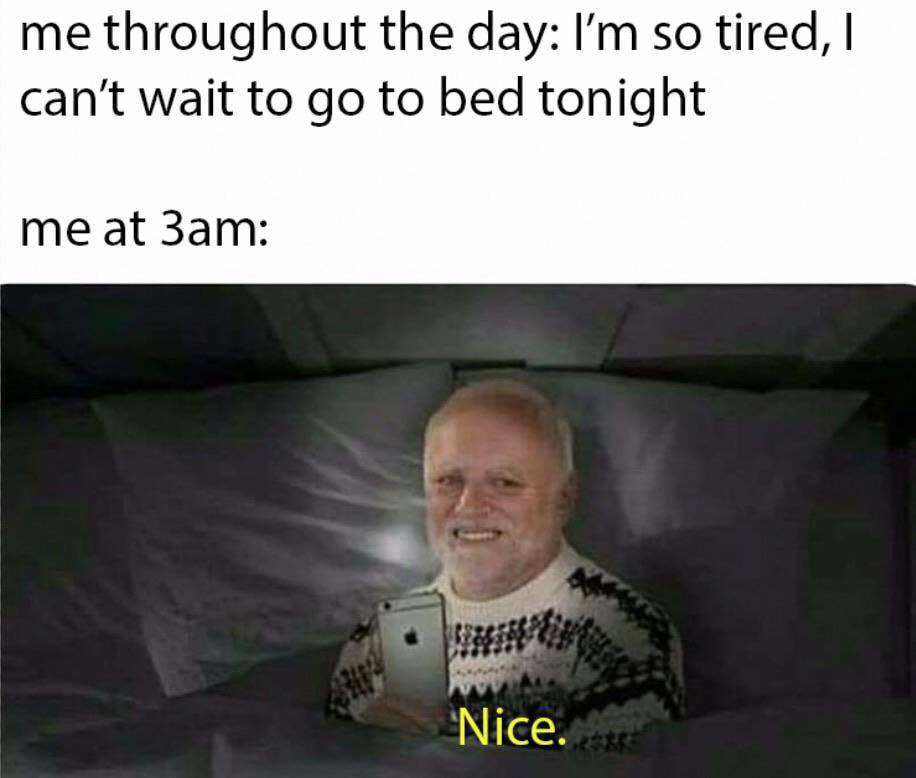 me throughout the day: I’m so tired, I
can’t wait to go to bed tonight
me at 3am:
Nice.